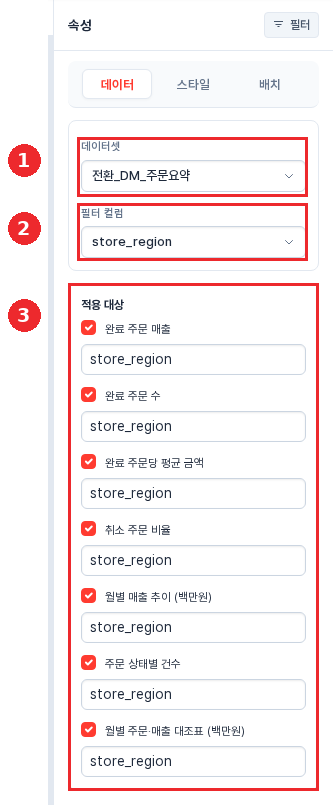 속성
필터
데이터
스타일
배치
1
데이터셋
전환_DM_주문요약
2
필터 컬럼
store_region
3
적용 대상
완료 주문 매출
store_region
완료 주문 수
store_region
완료 주문당 평균 금액
store_region
취소 주문 비율
store_region
월별 매출 추이 (백만원)
store_region
주문 상태별 건수
store_region
월별 주문·매출 대조표 (백만원)
store_region